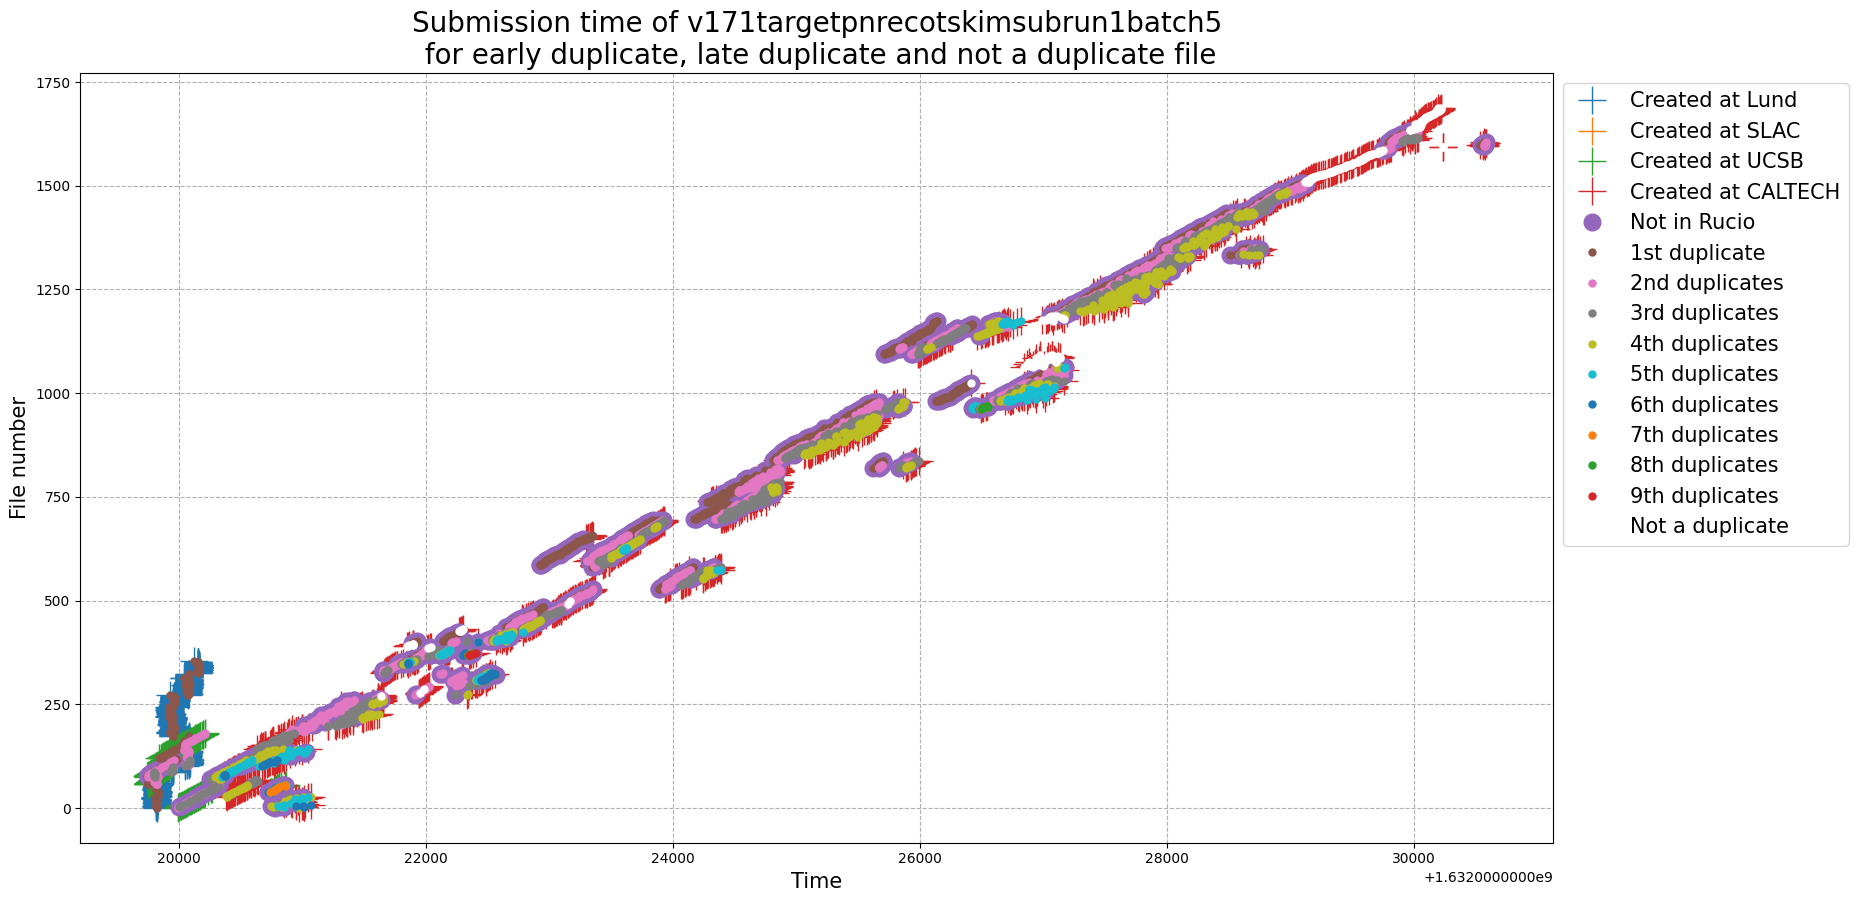 Submission time of v171targetpnrecotskimsubrun1batch5
for early duplicate, late duplicate and not a duplicate file
1750
1500
1250
1000
750
500
250
0
File number
20000
22000
24000
26000
28000
30000
+1.6320000000e9
Time
Created at Lund
Created at SLAC
Created at UCSB
Created at CALTECH
Not in Rucio
1st duplicate
2nd duplicates
3rd duplicates
4th duplicates
5th duplicates
6th duplicates
7th duplicates
8th duplicates
9th duplicates
Not a duplicate